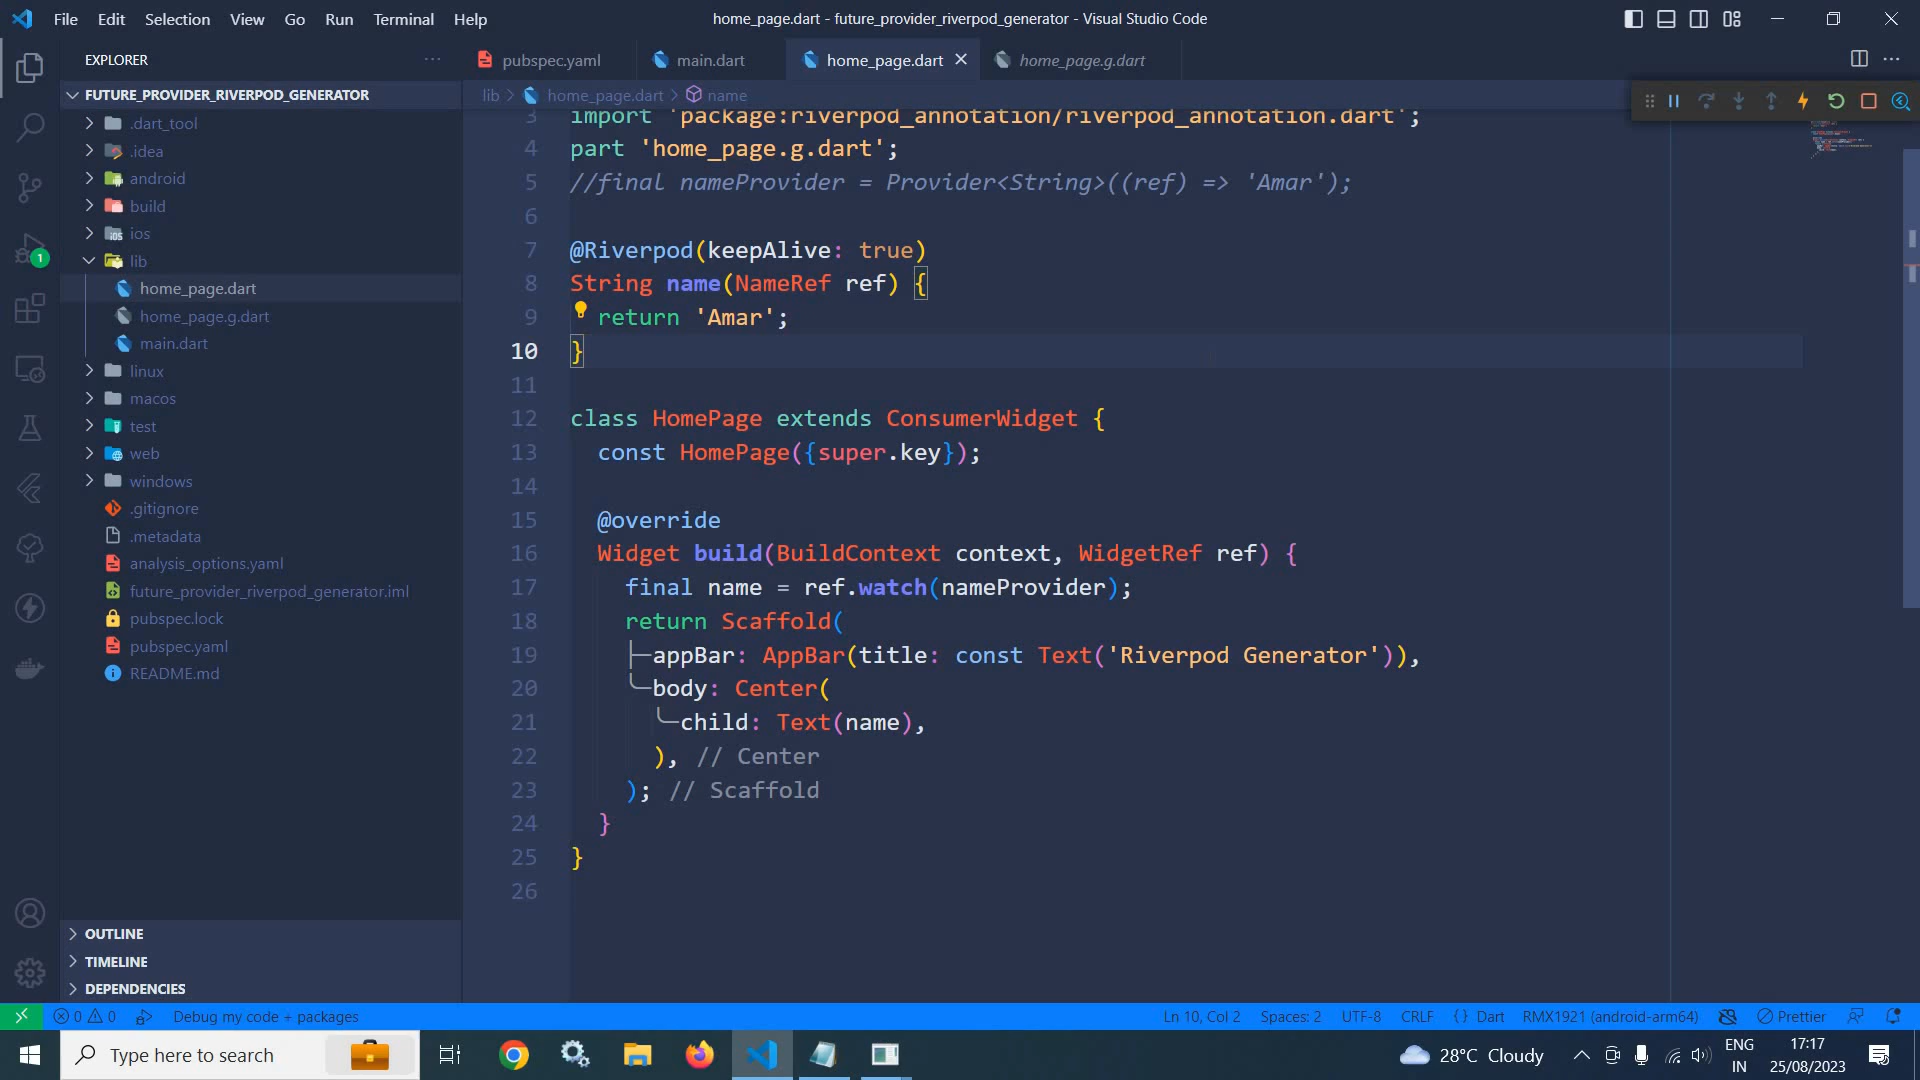 File Edit Selection View Go Run Terminal Help
home_page.dart - future_provider_riverpod_generator - Visual Studio Code
EXPLORER
pubspec.yaml
main.dart
home_page.dart
home_page.g.dart
FUTURE_PROVIDER_RIVERPOD_GENERATOR
.dart_tool
.idea
android
build
ios
lib
home_page.dart
home_page.g.dart
main.dart
linux
macos
test
web
windows
.gitignore
.metadata
analysis_options.yaml
future_provider_riverpod_generator.iml
pubspec.lock
pubspec.yaml
README.md
OUTLINE
TIMELINE
DEPENDENCIES
1
lib > home_page.dart > name
3 import 'package:riverpod_annotation/riverpod_annotation.dart';
4 part 'home_page.g.dart';
5 //final nameProvider = Provider<String>((ref) => 'Amar');
6
7 @Riverpod(keepAlive: true)
8 String name(NameRef ref) {
9 return 'Amar';
10 }
11
12 class HomePage extends ConsumerWidget {
13 const HomePage({super.key});
14
15 @override
16 Widget build(BuildContext context, WidgetRef ref) {
17 final name = ref.watch(nameProvider);
18 return Scaffold(
19 appBar: AppBar(title: const Text('Riverpod Generator')),
20 body: Center(
21 child: Text(name),
22 ), // Center
23 ); // Scaffold
24 }
25 }
26
0 0 Debug my code + packages
Ln 10, Col 2 Spaces: 2 UTF-8 CRLF {} Dart RMX1921 (android-arm64) Prettier
Type here to search
28°C Cloudy
ENG
IN
17:17
25/08/2023